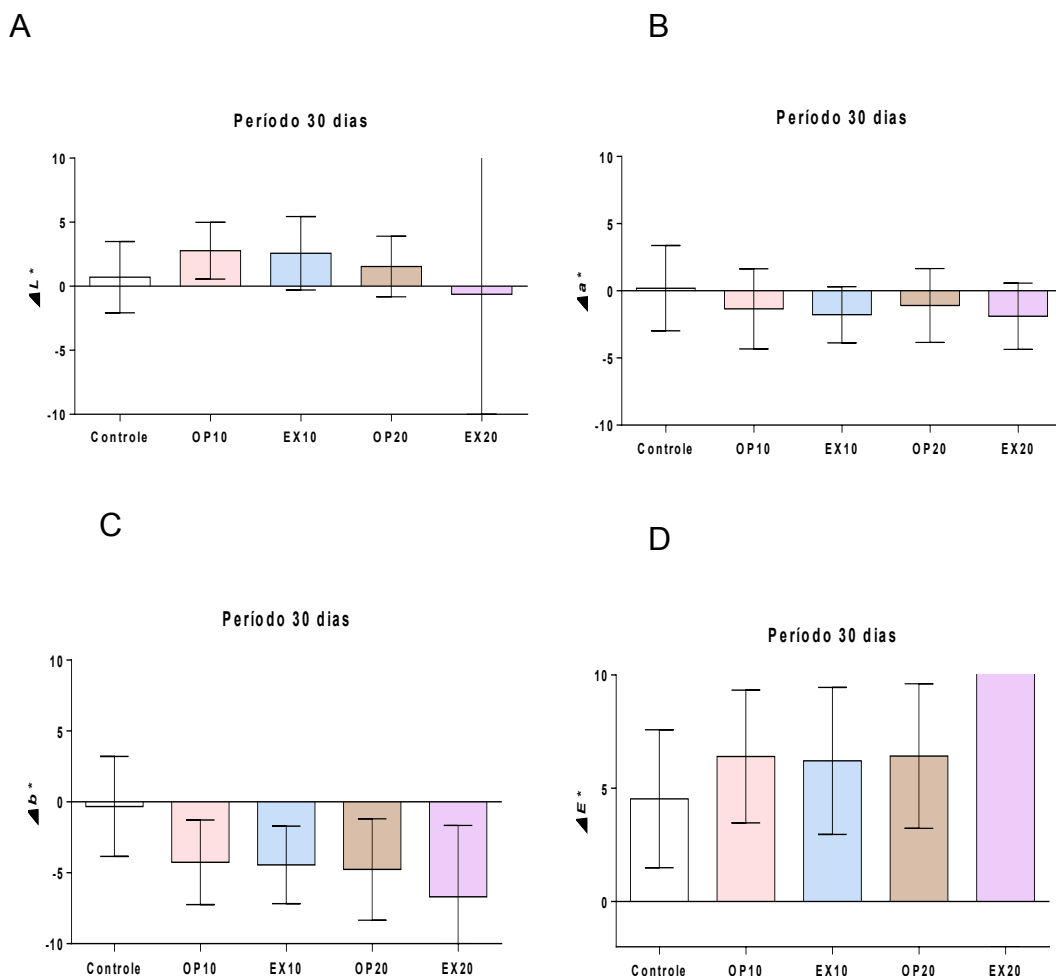 A
Período 30 dias
ΔL*
10
5
0
-5
-10
Controle OP10 EX10 OP20 EX20
B
Período 30 dias
Δa*
10
5
0
-5
-10
Controle OP10 EX10 OP20 EX20
C
Período 30 dias
Δb*
10
5
0
-5
-10
Controle OP10 EX10 OP20 EX20
D
Período 30 dias
ΔE*
10
5
0
Controle OP10 EX10 OP20 EX20